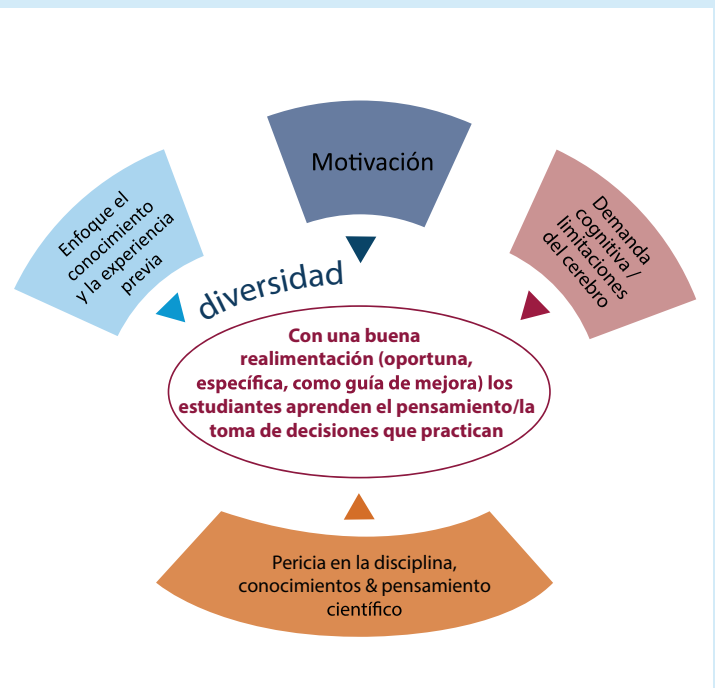 Motivación
Enfoque el
conocimiento
y la experiencia
previa
Demanda
cognitiva /
limitaciones
del cerebro
diversidad
Con una buena
realimentación (oportuna,
específica, como guía de mejora) los
estudiantes aprenden el pensamiento/la
toma de decisiones que practican
Pericia en la disciplina,
conocimientos & pensamiento
científico